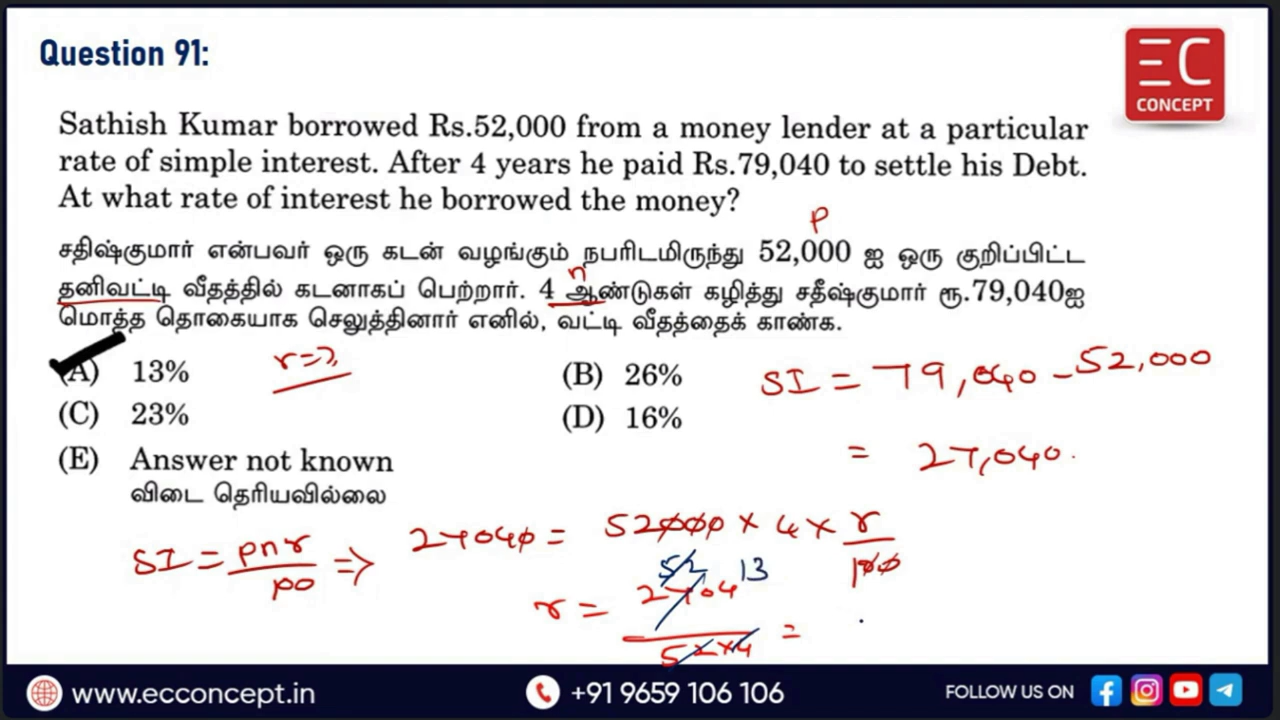 Question 91:
EC
CONCEPT
Sathish Kumar borrowed Rs.52,000 from a money lender at a particular
rate of simple interest. After 4 years he paid Rs.79,040 to settle his Debt.
At what rate of interest he borrowed the money?
P
சதிஷ்குமார் என்பவர் ஒரு கடன் வழங்கும் நபரிடமிருந்து 52,000 ஐ ஒரு குறிப்பிட்ட
n
தனிவட்டி வீதத்தில் கடனாகப் பெற்றார். 4 ஆண்டுகள் கழித்து சதீஷ்குமார் ரூ.79,040ஐ
மொத்த தொகையாக செலுத்தினார் எனில், வட்டி வீதத்தைக் காண்க.
(A) 13% r=?
(B) 26%
SI = 79,040 - 52,000
(C) 23%
(D) 16%
= 27,040.
(E) Answer not known
விடை தெரியவில்லை
SI = pnr/100 => 27040 = 52000 × 4 × r/100
52 13
r = 2704/52×4 =
www.ecconcept.in
+91 9659 106 106
FOLLOW US ON